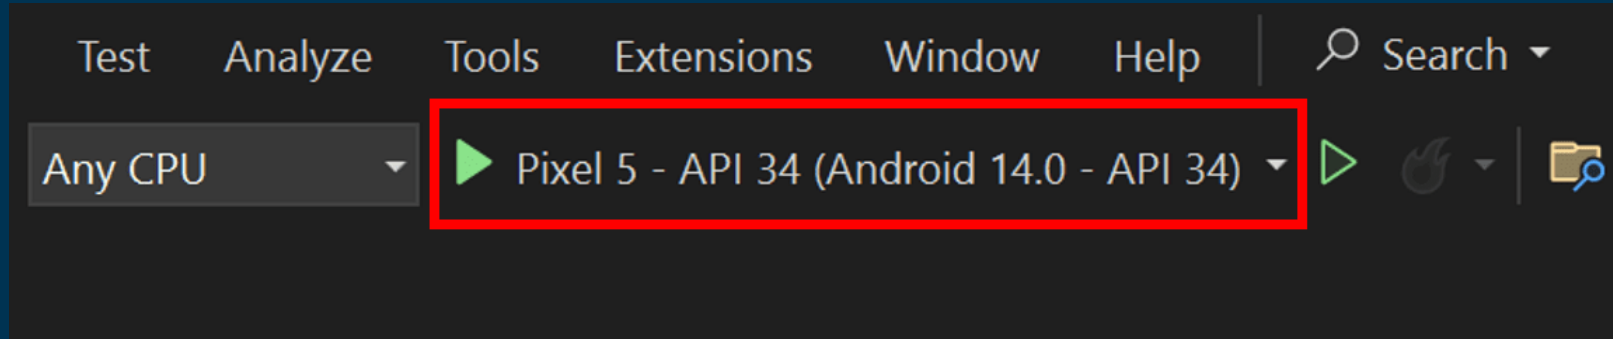 Test Analyze Tools Extensions Window Help Search
Any CPU Pixel 5 - API 34 (Android 14.0 - API 34)